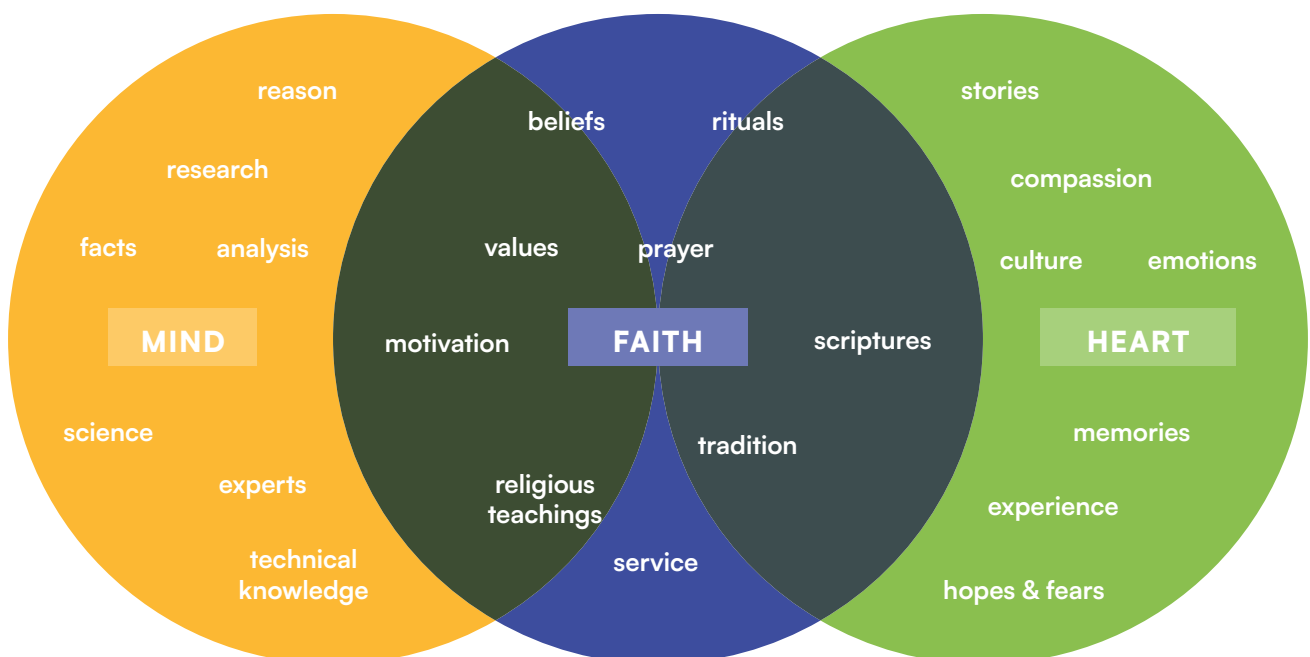 reason
research
facts
analysis
MIND
science
experts
technical
knowledge
beliefs
rituals
values
prayer
motivation
FAITH
scriptures
tradition
religious
teachings
service
stories
compassion
culture
emotions
HEART
memories
experience
hopes & fears